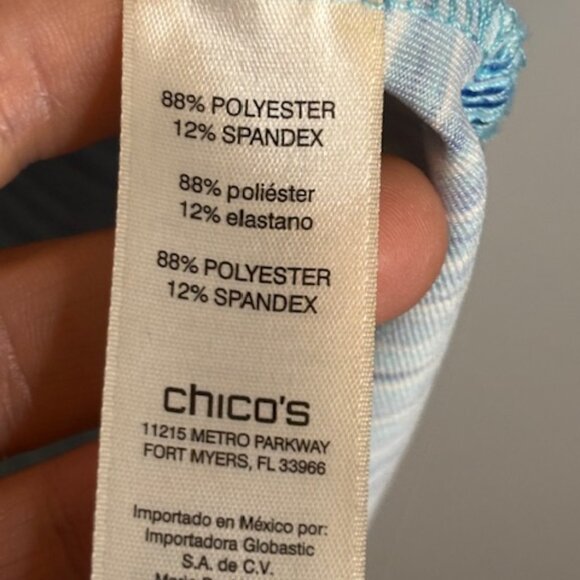 88% POLYESTER
12% SPANDEX
88% poliéster
12% elastano
88% POLYESTER
12% SPANDEX
chico's
11215 METRO PARKWAY
FORT MYERS, FL 33966
Importado en México por:
Importadora Globastic
S.A. de C.V.